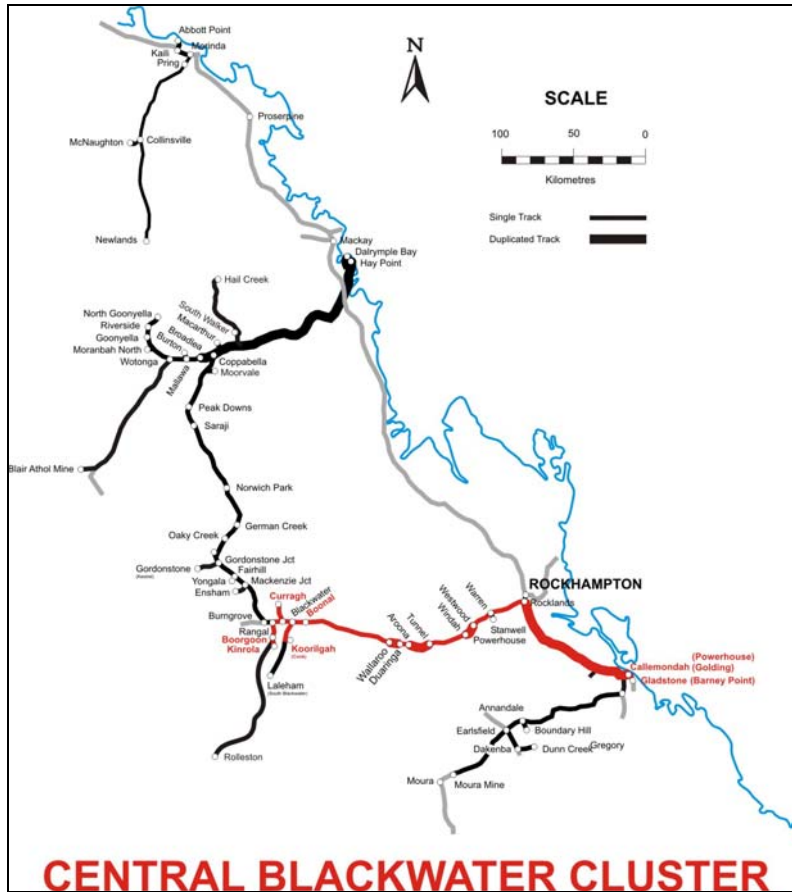 Abbott Point
Kaili
Merinda
Pring
N
SCALE
100 50 0
Kilometres
Single Track
Duplicated Track
Proserpine
McNaughton
Collinsville
Newlands
Mackay
Dalrymple Bay
Hay Point
Hail Creek
North Goonyella
Riverside
Goonyella
Moranbah North
Wotonga
South Walker
Macarthur
Broadlea
Burton
Mallawa
Coppabella
Moorvale
Peak Downs
Saraji
Blair Athol Mine
Norwich Park
German Creek
Oaky Creek
Gordonstone Jct
Gordonstone
(Kestrel)
Fairhill
Yongala
Mackenzie Jct
Ensham
Curragh
Blackwater
Boonal
Burngrove
Rangal
Boorgoon
Kinrola
Koorilgah
(Cook)
Laleham
(South Blackwater)
Rolleston
Wallaroo
Duaringa
Aroona
Tunnel
Windah
Westwood
Warren
Stanwell
Powerhouse
ROCKHAMPTON
Rocklands
(Powerhouse)
Callemondah (Golding)
Gladstone (Barney Point)
Annandale
Earlsfield
Boundary Hill
Dakenba
Dunn Creek
Gregory
Moura
Moura Mine
CENTRAL BLACKWATER CLUSTER